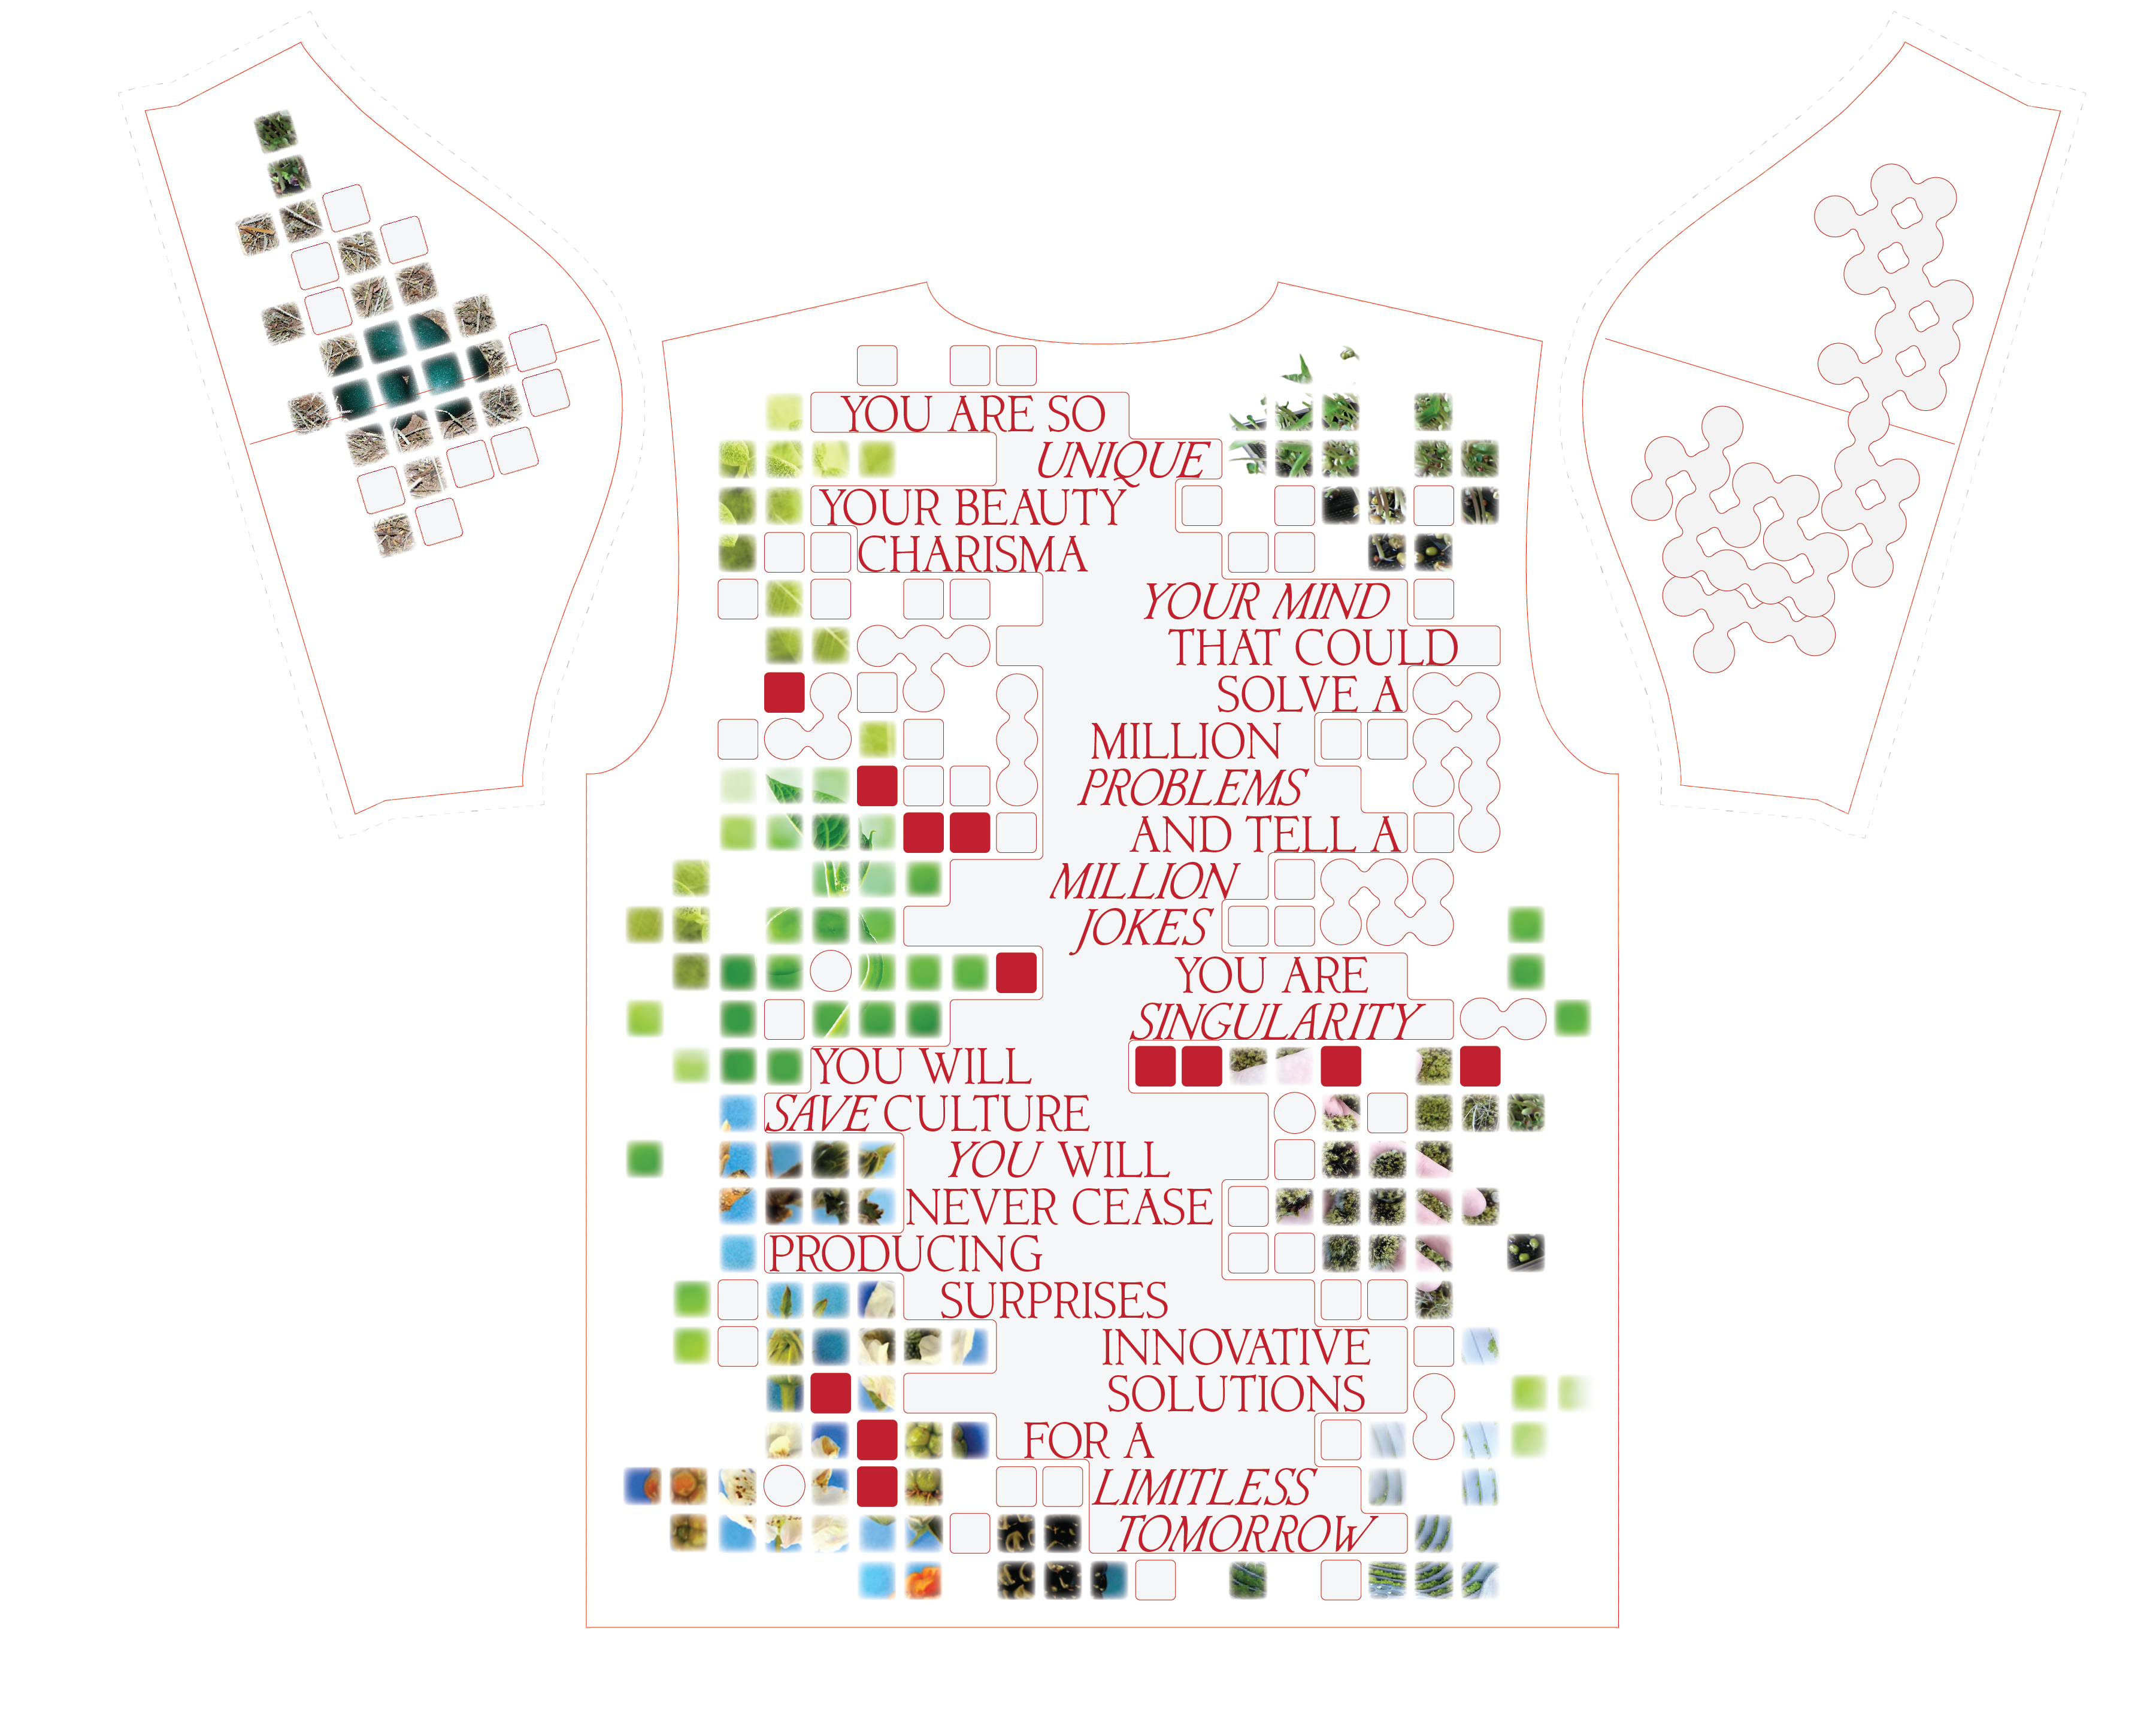 YOU ARE SO
UNIQUE
YOUR BEAUTY
CHARISMA
YOUR MIND
THAT COULD
SOLVE A
MILLION
PROBLEMS
AND TELL A
MILLION
JOKES
YOU ARE
SINGULARITY
YOU WILL
SAVE CULTURE
YOU WILL
NEVER CEASE
PRODUCING
SURPRISES
INNOVATIVE
SOLUTIONS
FOR A
LIMITLESS
TOMORROW